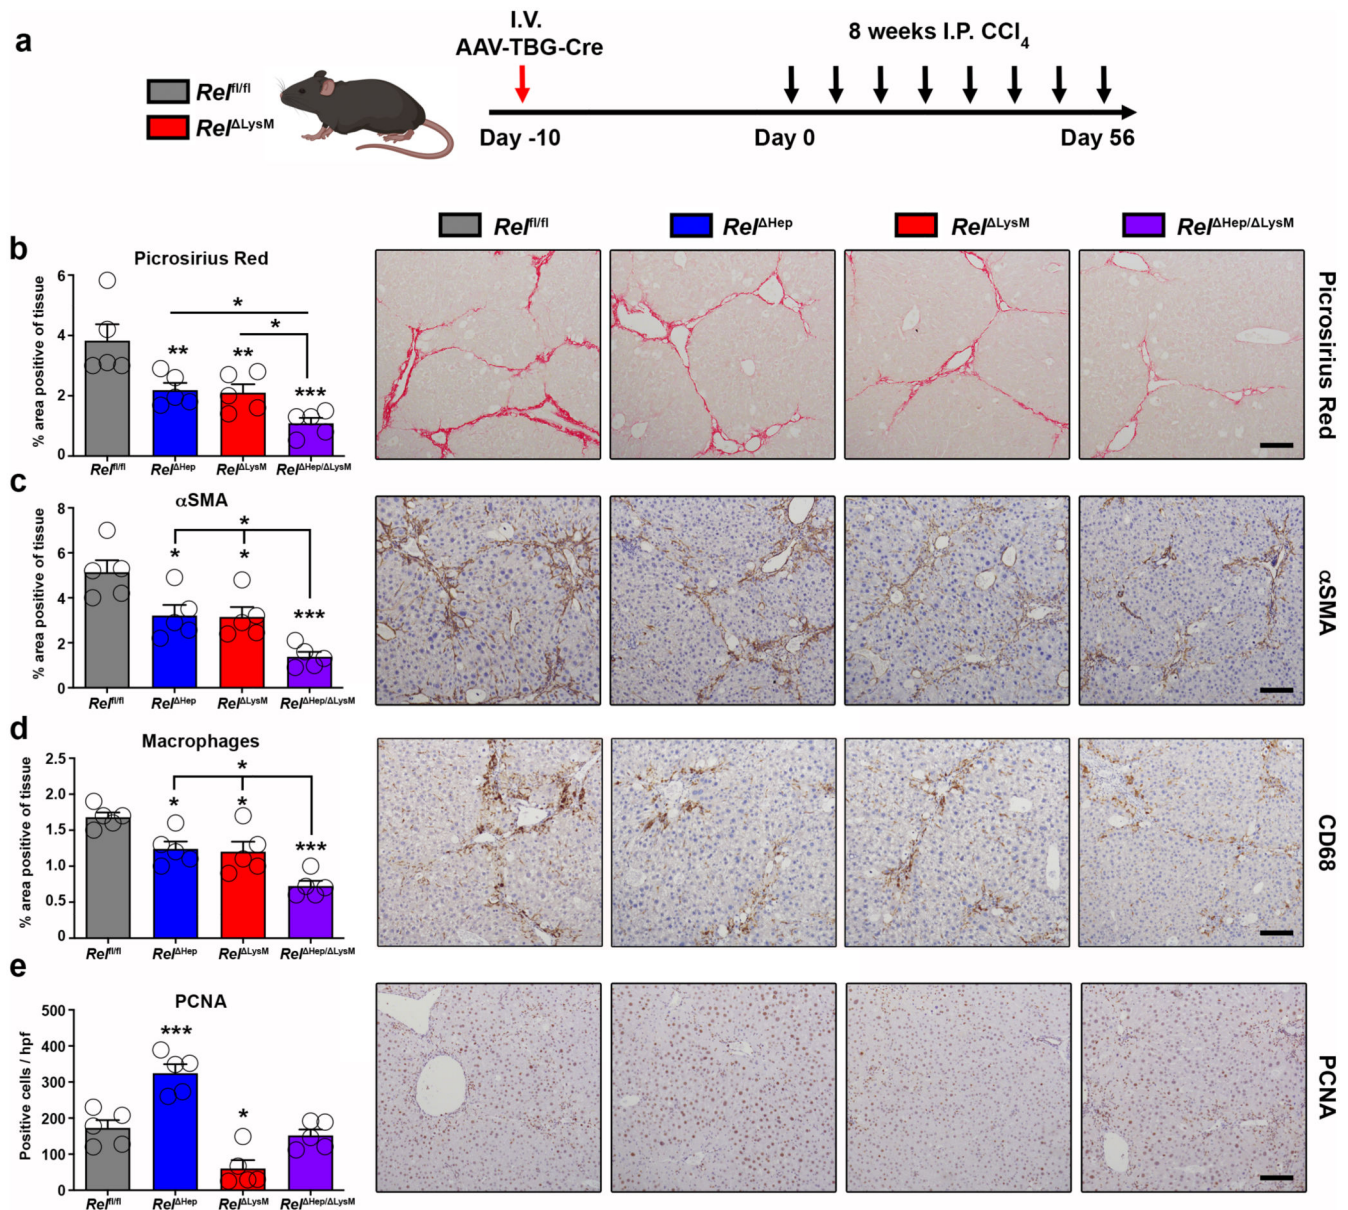 a
I.V.
AAV-TBG-Cre
8 weeks I.P. CCl4
Relfl/fl
RelΔLysM
Day -10
Day 0
Day 56
Relfl/fl
RelΔHep
RelΔLysM
RelΔHep/ΔLysM
b
Picrosirius Red
% area positive of tissue
6
4
2
0
*
*
**
**
***
Relfl/fl
RelΔHep
RelΔLysM
RelΔHep/ΔLysM
Picrosirius Red
c
αSMA
% area positive of tissue
8
6
4
2
0
*
*
*
***
Relfl/fl
RelΔHep
RelΔLysM
RelΔHep/ΔLysM
αSMA
d
Macrophages
% area positive of tissue
2.5
2.0
1.5
1.0
0.5
0
*
*
*
***
Relfl/fl
RelΔHep
RelΔLysM
RelΔHep/ΔLysM
CD68
e
PCNA
Positive cells / hpf
500
400
300
200
100
0
***
*
Relfl/fl
RelΔHep
RelΔLysM
RelΔHep/ΔLysM
PCNA